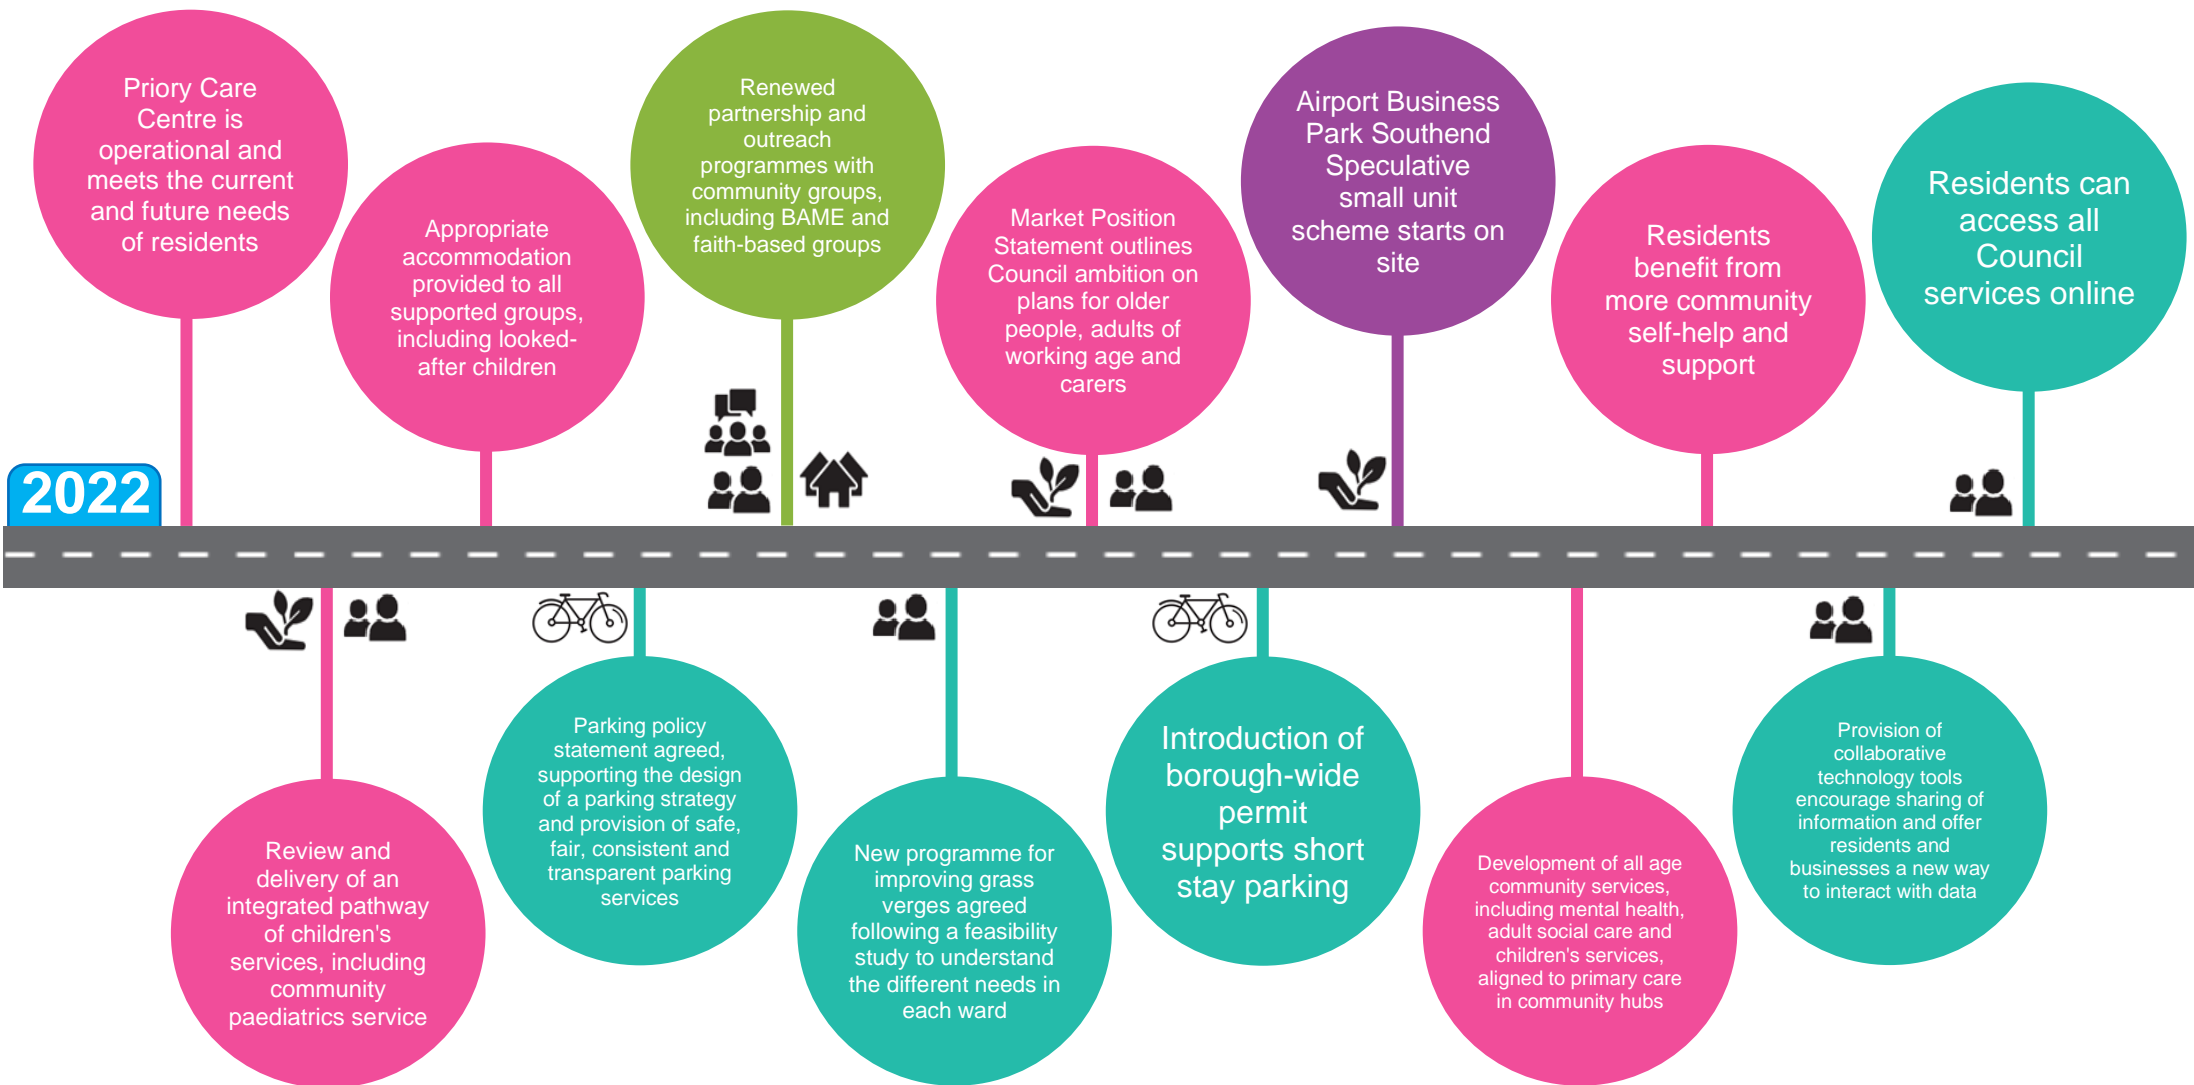 2022
Priory Care
Centre is
operational and
meets the current
and future needs
of residents
Appropriate
accommodation
provided to all
supported groups,
including looked-
after children
Renewed
partnership and
outreach
programmes with
community groups,
including BAME and
faith-based groups
Market Position
Statement outlines
Council ambition on
plans for older
people, adults of
working age and
carers
Airport Business
Park Southend
Speculative
small unit
scheme starts on
site
Residents
benefit from
more community
self-help and
support
Residents can
access all
Council
services online
Review and
delivery of an
integrated pathway
of children's
services, including
community
paediatrics service
Parking policy
statement agreed,
supporting the design
of a parking strategy
and provision of safe,
fair, consistent and
transparent parking
services
New programme for
improving grass
verges agreed
following a feasibility
study to understand
the different needs in
each ward
Introduction of
borough-wide
permit
supports short
stay parking
Development of all age
community services,
including mental health,
adult social care and
children's services,
aligned to primary care
in community hubs
Provision of
collaborative
technology tools
encourage sharing of
information and offer
residents and
businesses a new way
to interact with data